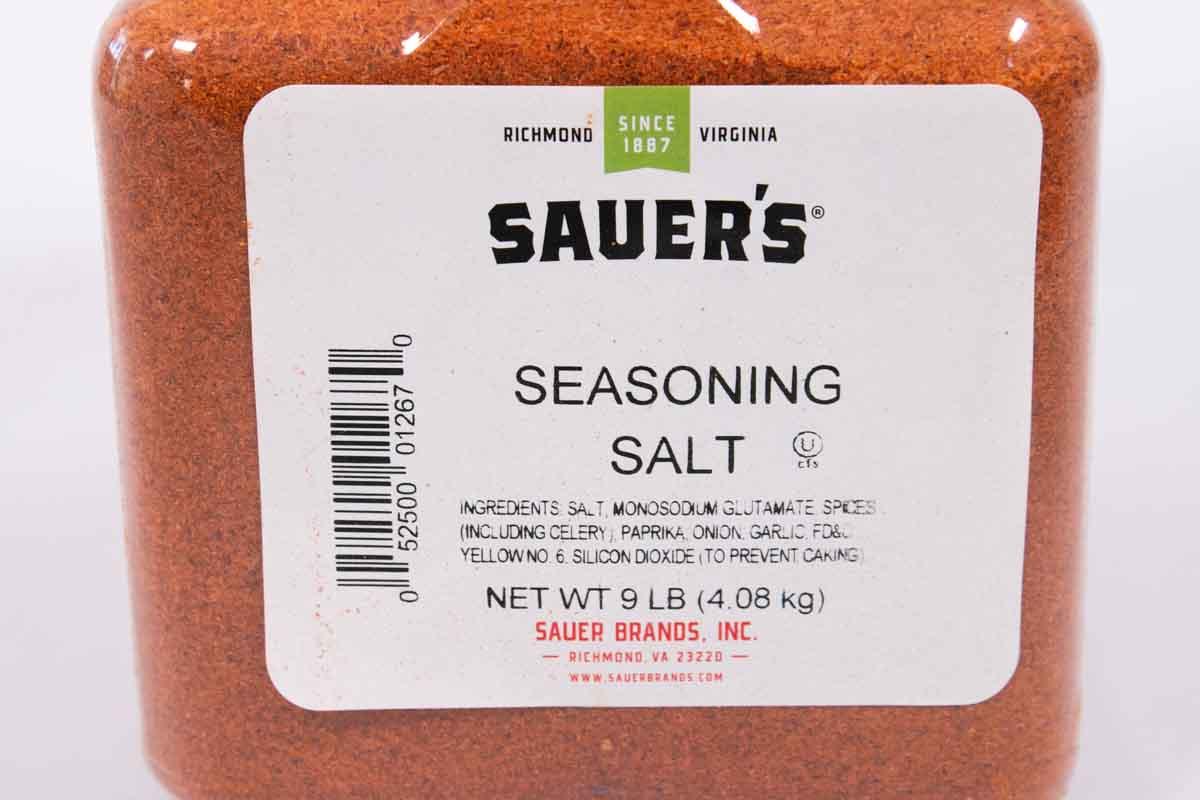 RICHMOND SINCE 1887 VIRGINIA
SAUER'S®
SEASONING
SALT U
cfs
INGREDIENTS: SALT, MONOSODIUM GLUTAMATE, SPICES
(INCLUDING CELERY), PAPRIKA, ONION, GARLIC, FD&C
YELLOW NO. 6, SILICON DIOXIDE (TO PREVENT CAKING)
NET WT 9 LB (4.08 kg)
SAUER BRANDS, INC.
— RICHMOND, VA 23220 —
WWW.SAUERBRANDS.COM
0 52500 01267 0